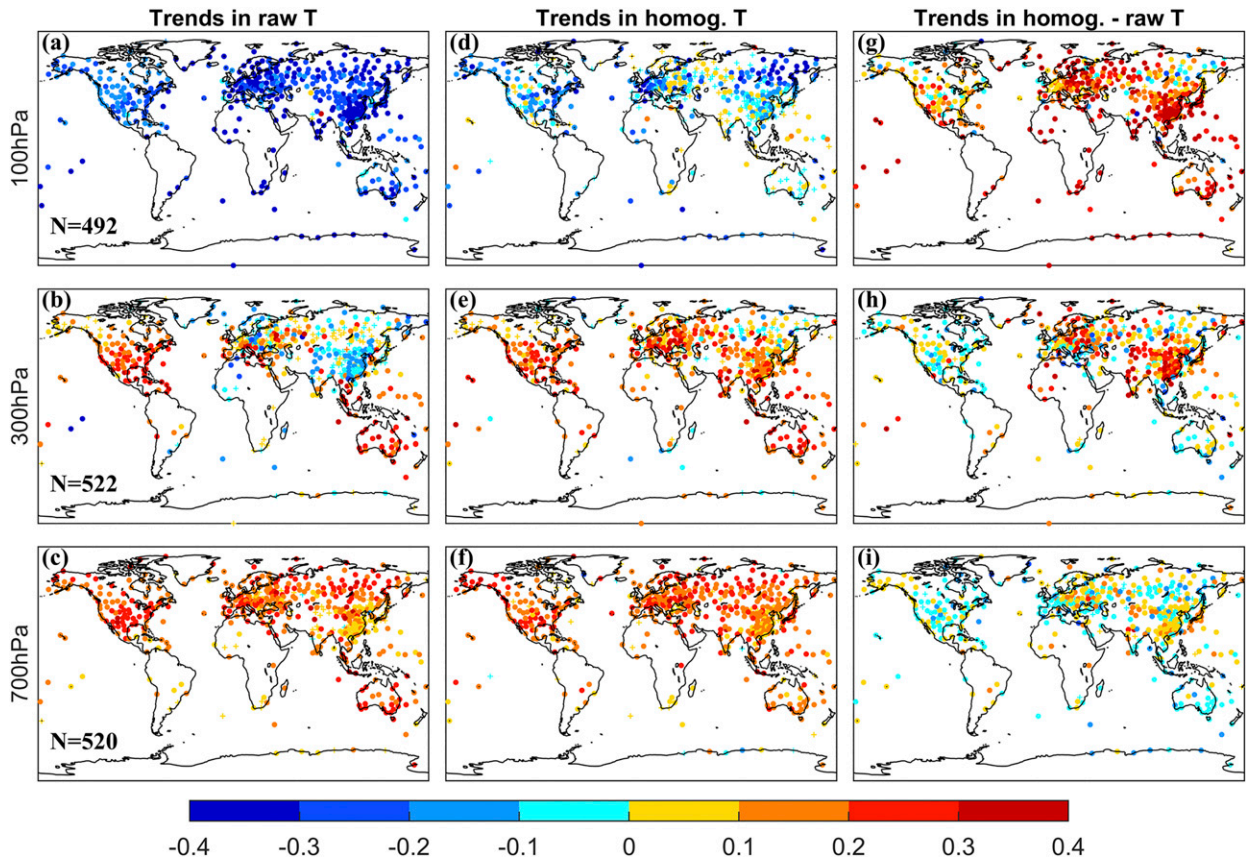 Trends in raw T
Trends in homog. T
Trends in homog. - raw T
100hPa
(a)
N=492
(d)
(g)
300hPa
(b)
N=522
(e)
(h)
700hPa
(c)
N=520
(f)
(i)
-0.4 -0.3 -0.2 -0.1 0 0.1 0.2 0.3 0.4